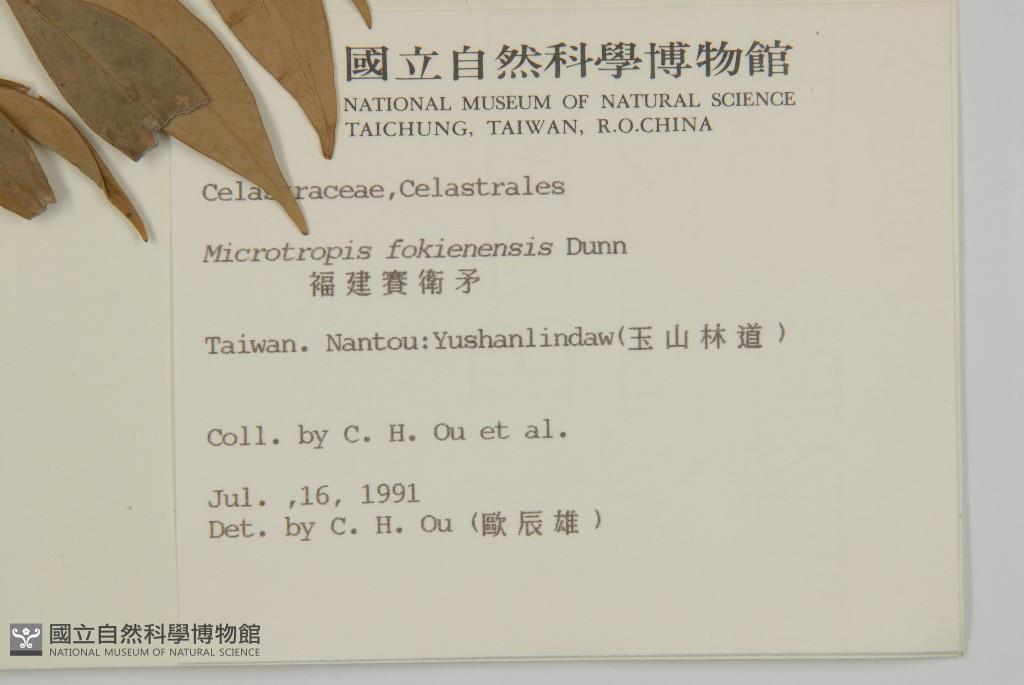 國立自然科學博物館
NATIONAL MUSEUM OF NATURAL SCIENCE
TAICHUNG, TAIWAN, R.O.CHINA
Celastraceae,Celastrales
Microtropis fokienensis Dunn
福建賽衛矛
Taiwan. Nantou:Yushanlindaw(玉山林道)
Coll. by C. H. Ou et al.
Jul. ,16, 1991
Det. by C. H. Ou (歐辰雄)
國立自然科學博物館
NATIONAL MUSEUM OF NATURAL SCIENCE